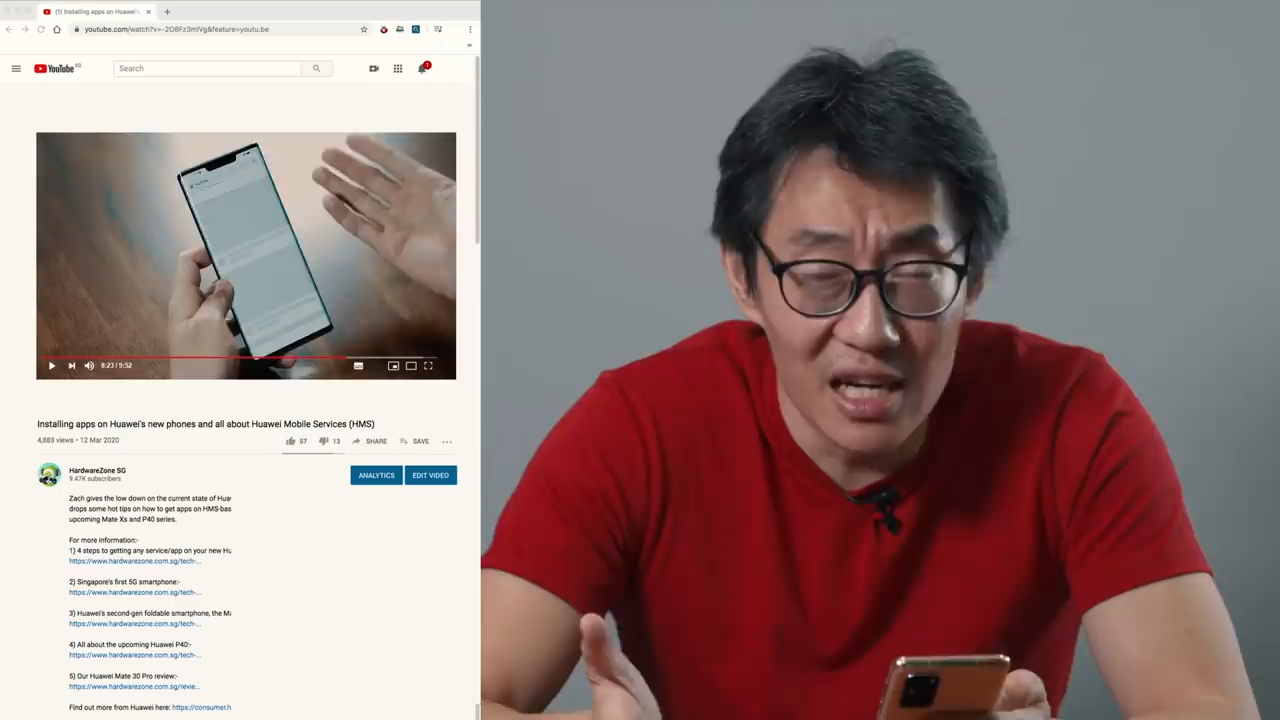 (1) Installing apps on Huawei's
youtube.com/watch?v=-2O8Fz3mIVg&feature=youtu.be
YouTube SG
Search
1
8:23 / 9:52
Installing apps on Huawei's new phones and all about Huawei Mobile Services (HMS)
4,883 views • 12 Mar 2020
57
13
SHARE
SAVE
HardwareZone SG
9.47K subscribers
ANALYTICS
EDIT VIDEO
Zach gives the low down on the current state of Hua
drops some hot tips on how to get apps on HMS-bas
upcoming Mate Xs and P40 series.
For more information:-
1) 4 steps to getting any service/app on your new Hu
https://www.hardwarezone.com.sg/tech-...
2) Singapore's first 5G smartphone:-
https://www.hardwarezone.com.sg/tech-...
3) Huawei's second-gen foldable smartphone, the Ma
https://www.hardwarezone.com.sg/tech-...
4) All about the upcoming Huawei P40:-
https://www.hardwarezone.com.sg/tech-...
5) Our Huawei Mate 30 Pro review:-
https://www.hardwarezone.com.sg/revie...
Find out more from Huawei here: https://consumer.h